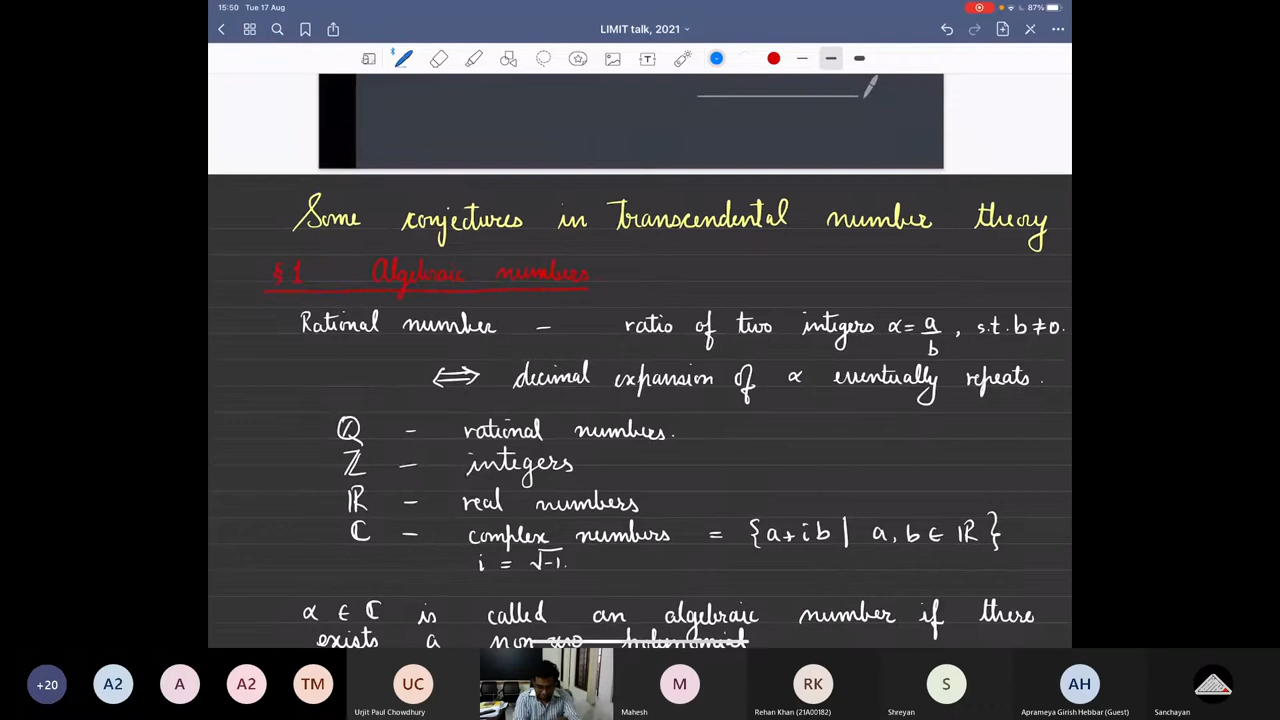 15:50 Tue 17 Aug
87%
LIMIT talk, 2021
Some conjectures in Transcendental number theory
§ 1 Algebraic numbers
Rational number – ratio of two integers α = a/b , s.t. b ≠ 0.
⟺ decimal expansion of α eventually repeats.
ℚ – rational numbers.
ℤ – integers
ℝ – real numbers
ℂ – complex numbers = {a+ib | a, b ∈ ℝ}
i = √-1.
α ∈ ℂ is called an algebraic number if there
exists a non-zero polynomial
+20 A2 A A2 TM UC M RK S AH
Urjit Paul Chowdhury Mahesh Rehan Khan (21A00182) Shreyan Aprameya Girish Hebbar (Guest) Sanchayan